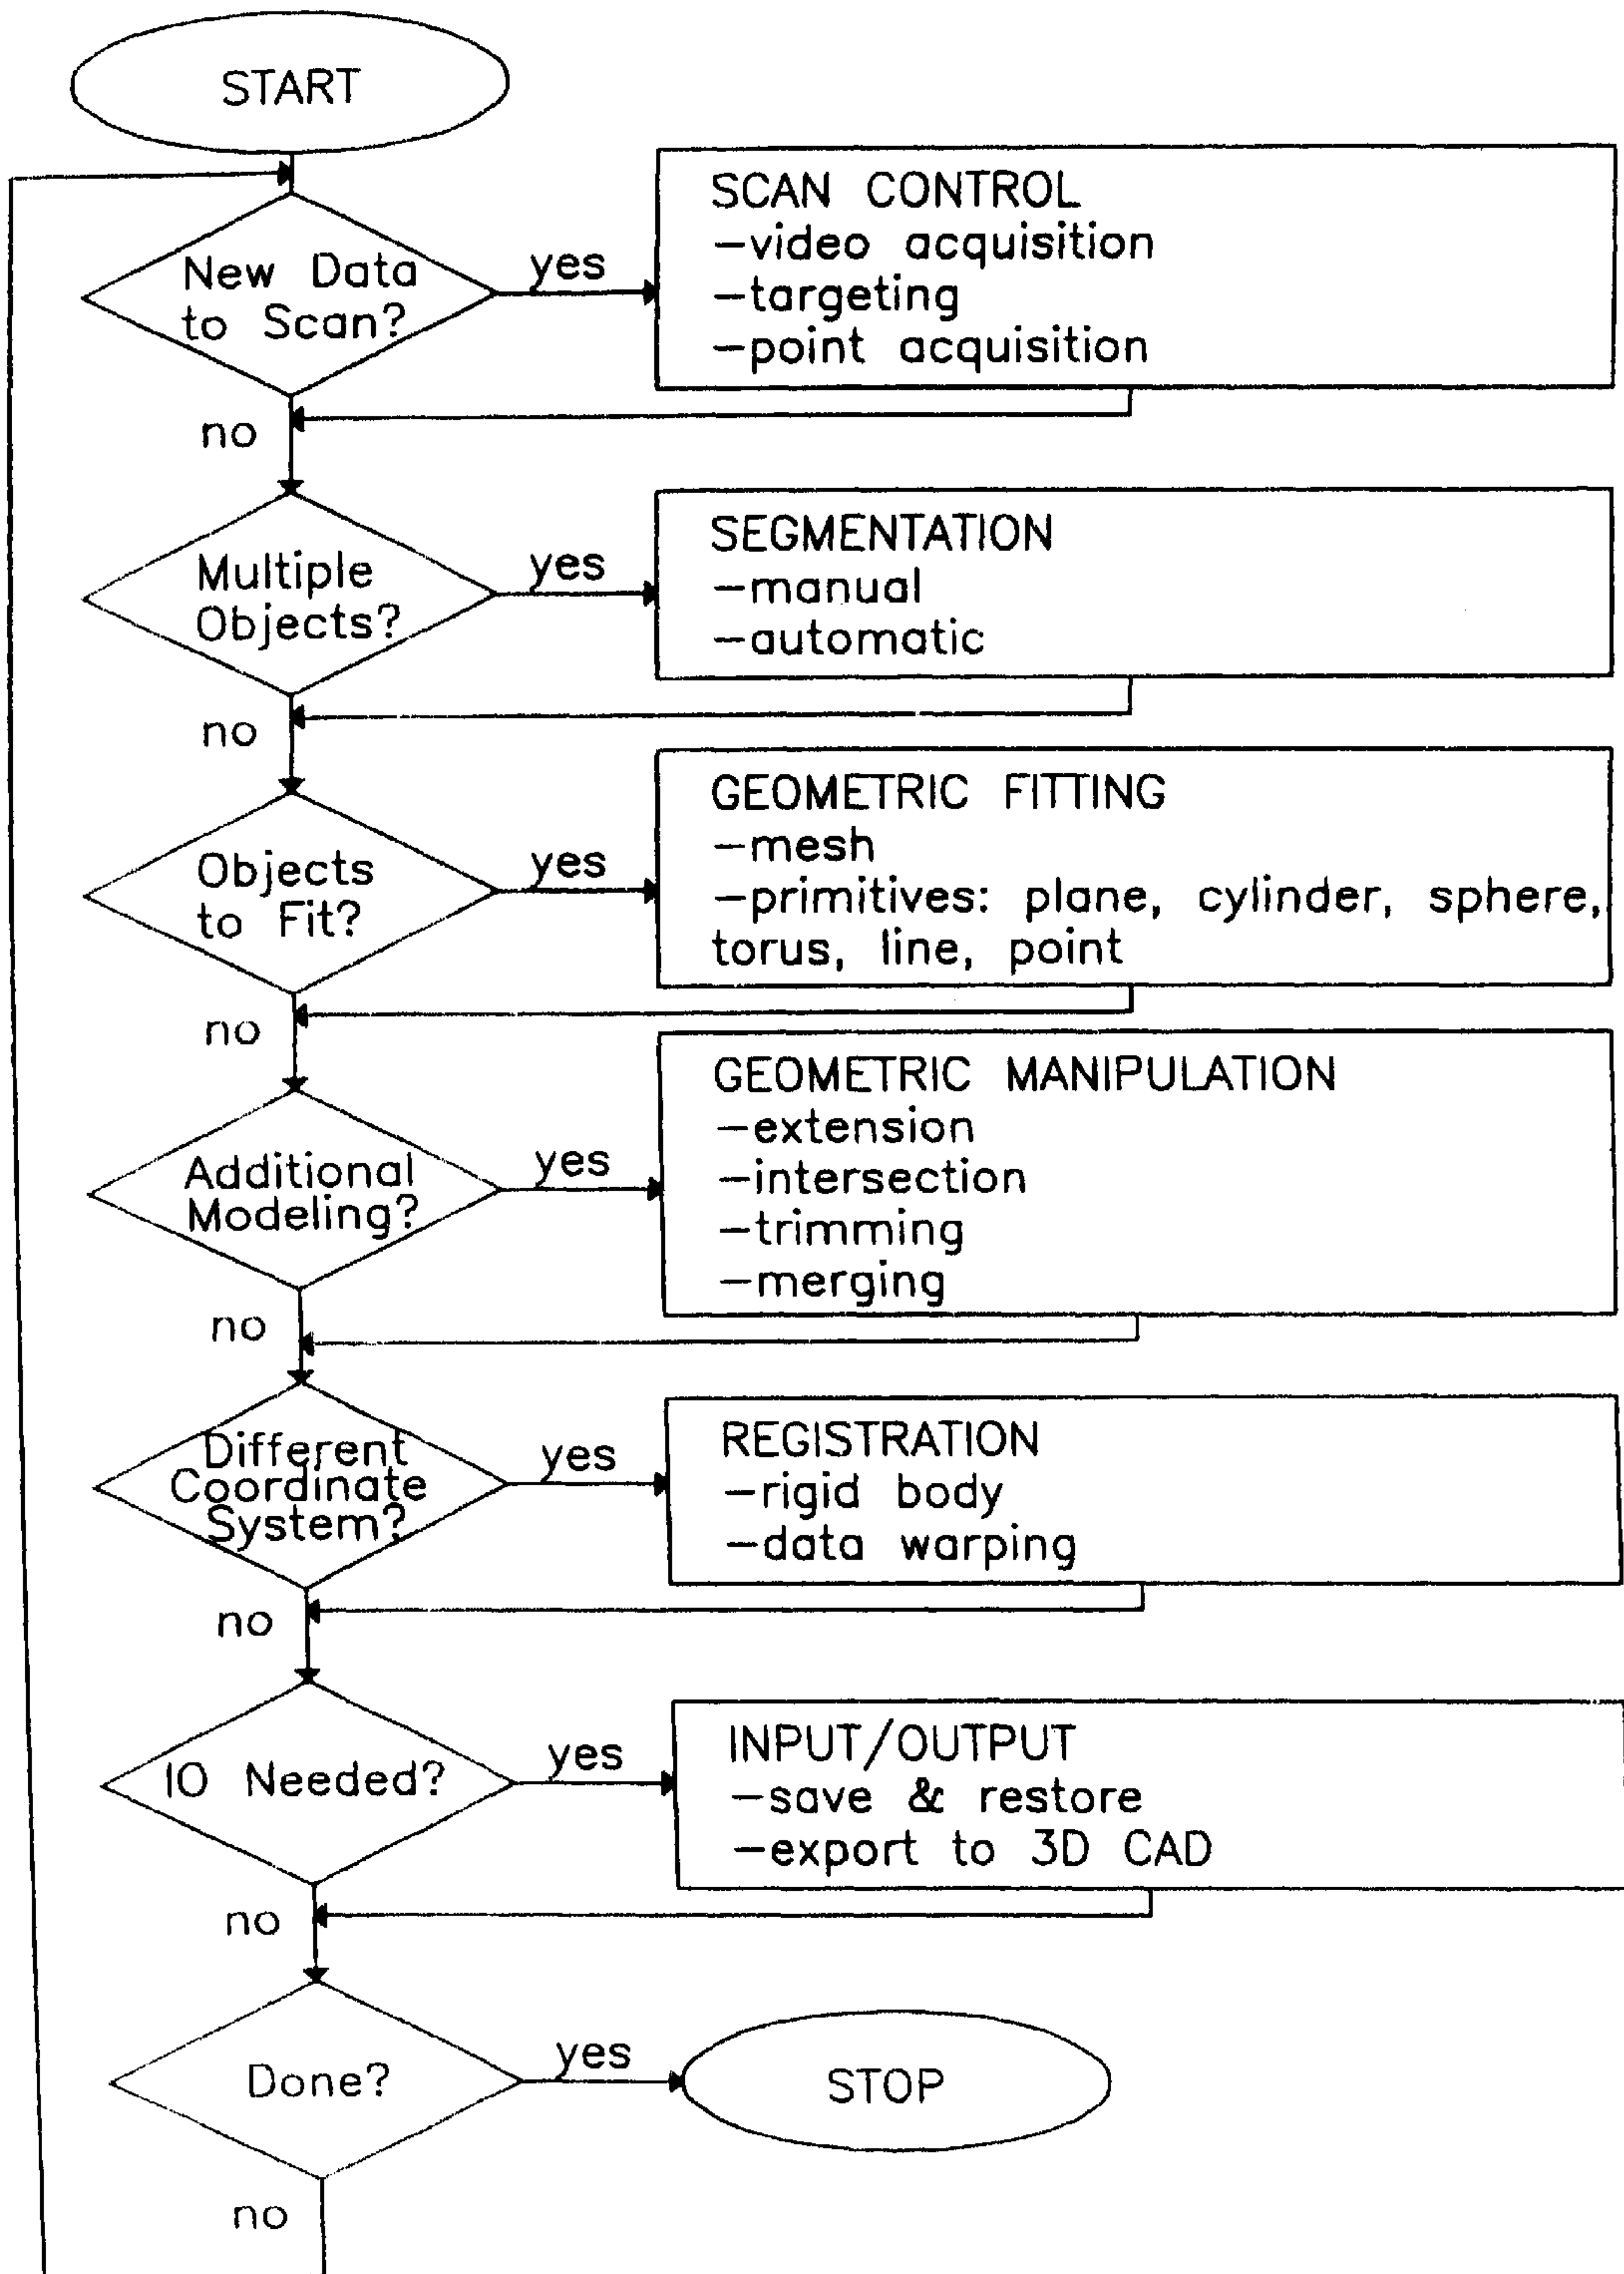 START
New Data
to Scan?
yes
SCAN CONTROL
–video acquisition
–targeting
–point acquisition
no
Multiple
Objects?
yes
SEGMENTATION
–manual
–automatic
no
Objects
to Fit?
yes
GEOMETRIC FITTING
–mesh
–primitives: plane, cylinder, sphere,
torus, line, point
no
Additional
Modeling?
yes
GEOMETRIC MANIPULATION
–extension
–intersection
–trimming
–merging
no
Different
Coordinate
System?
yes
REGISTRATION
–rigid body
–data warping
no
IO Needed?
yes
INPUT/OUTPUT
–save & restore
–export to 3D CAD
no
Done?
yes
STOP
no